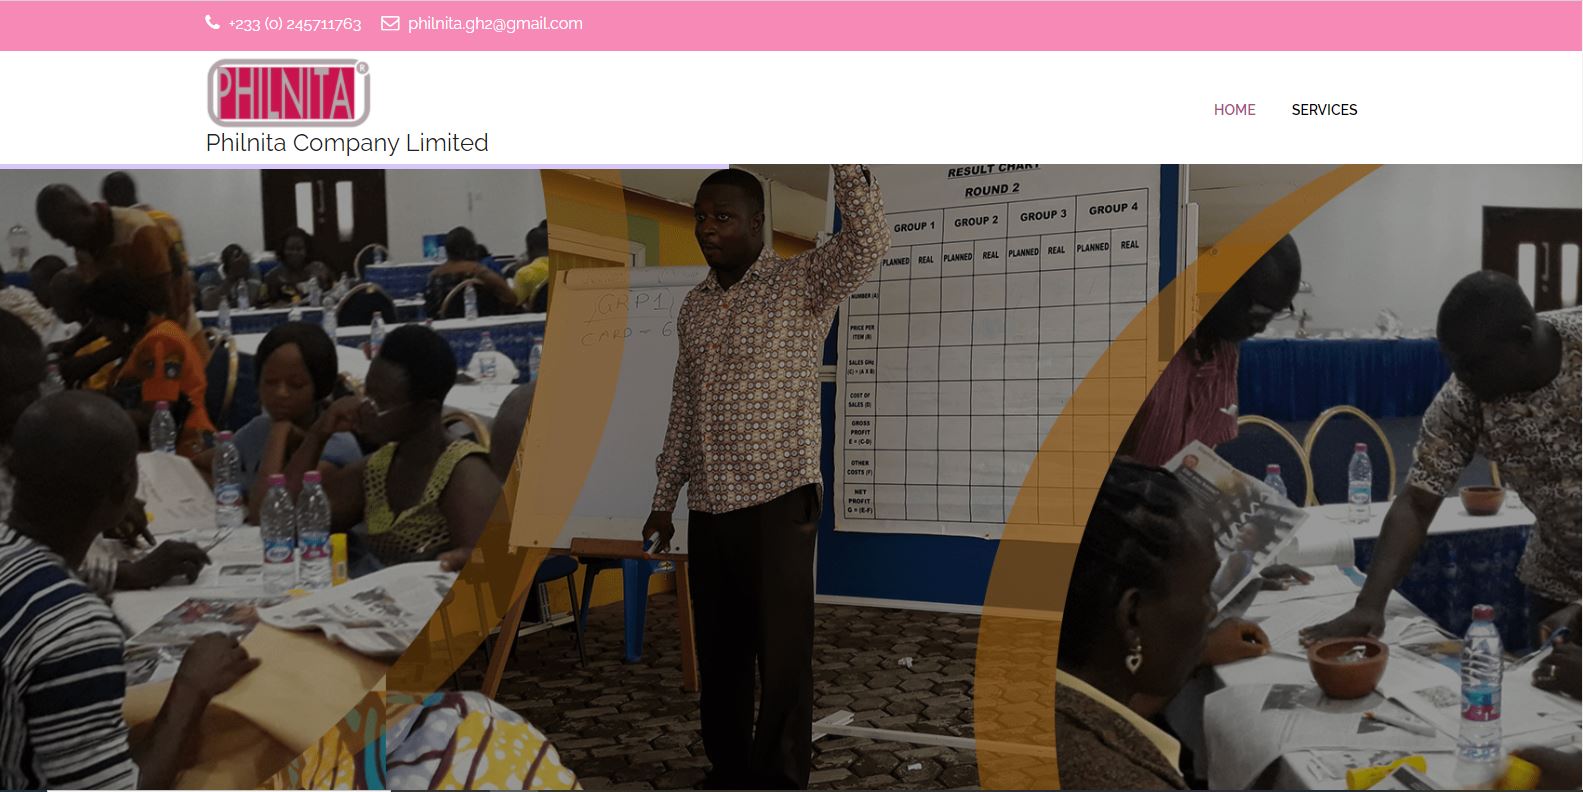 +233 (0) 245711763 philnita.gh2@gmail.com
PHILNITA ®
Philnita Company Limited
HOME SERVICES
RESULT CHART
ROUND 2
GROUP 1 GROUP 2 GROUP 3 GROUP 4
PLANNED REAL PLANNED REAL PLANNED REAL PLANNED REAL
NUMBER (A)
PRICE PER
ITEM (B)
SALES GH¢
(C) = (A X B)
COST OF
SALES (D)
GROSS
PROFIT
E = (C-D)
OTHER
COSTS (F)
NET
PROFIT
G = (E-F)
GRP1
CARD - 6